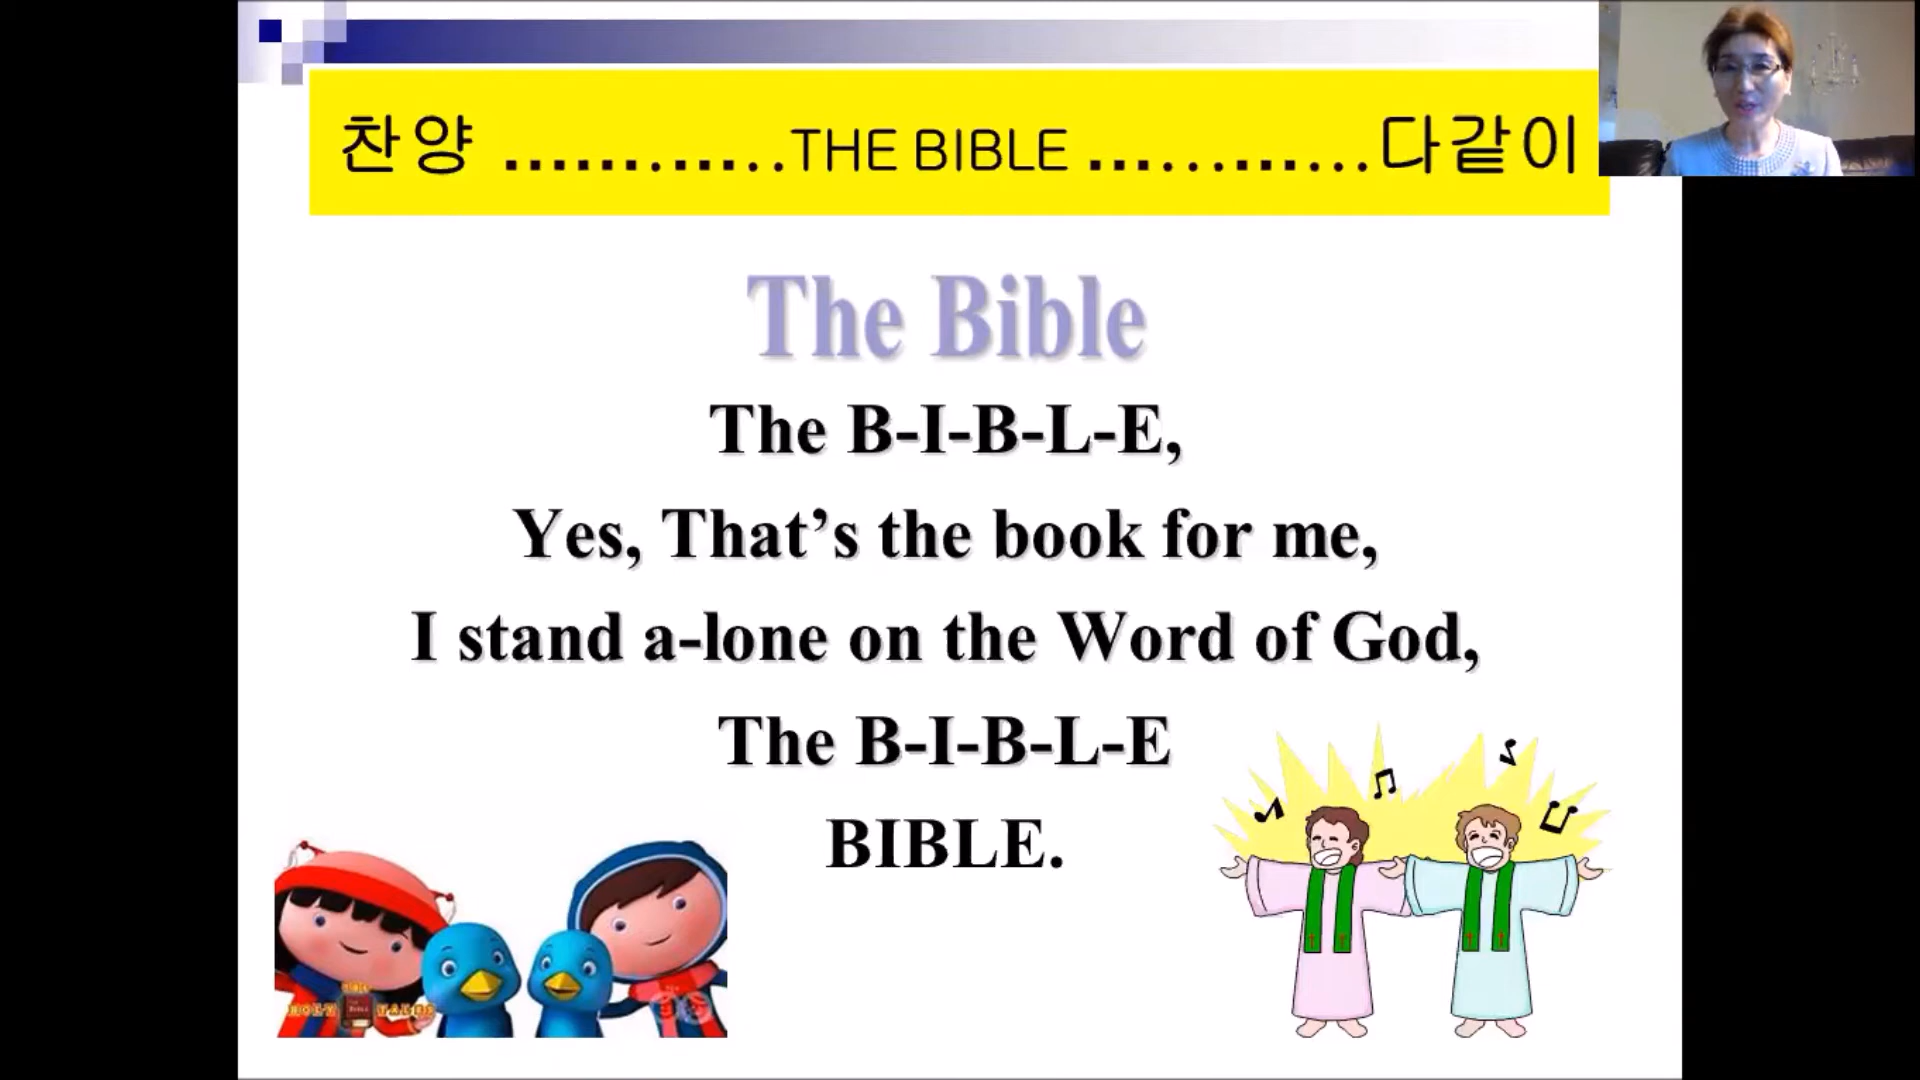 찬양 ............THE BIBLE ............다같이
The Bible
The B-I-B-L-E,
Yes, That’s the book for me,
I stand a-lone on the Word of God,
The B-I-B-L-E
BIBLE.